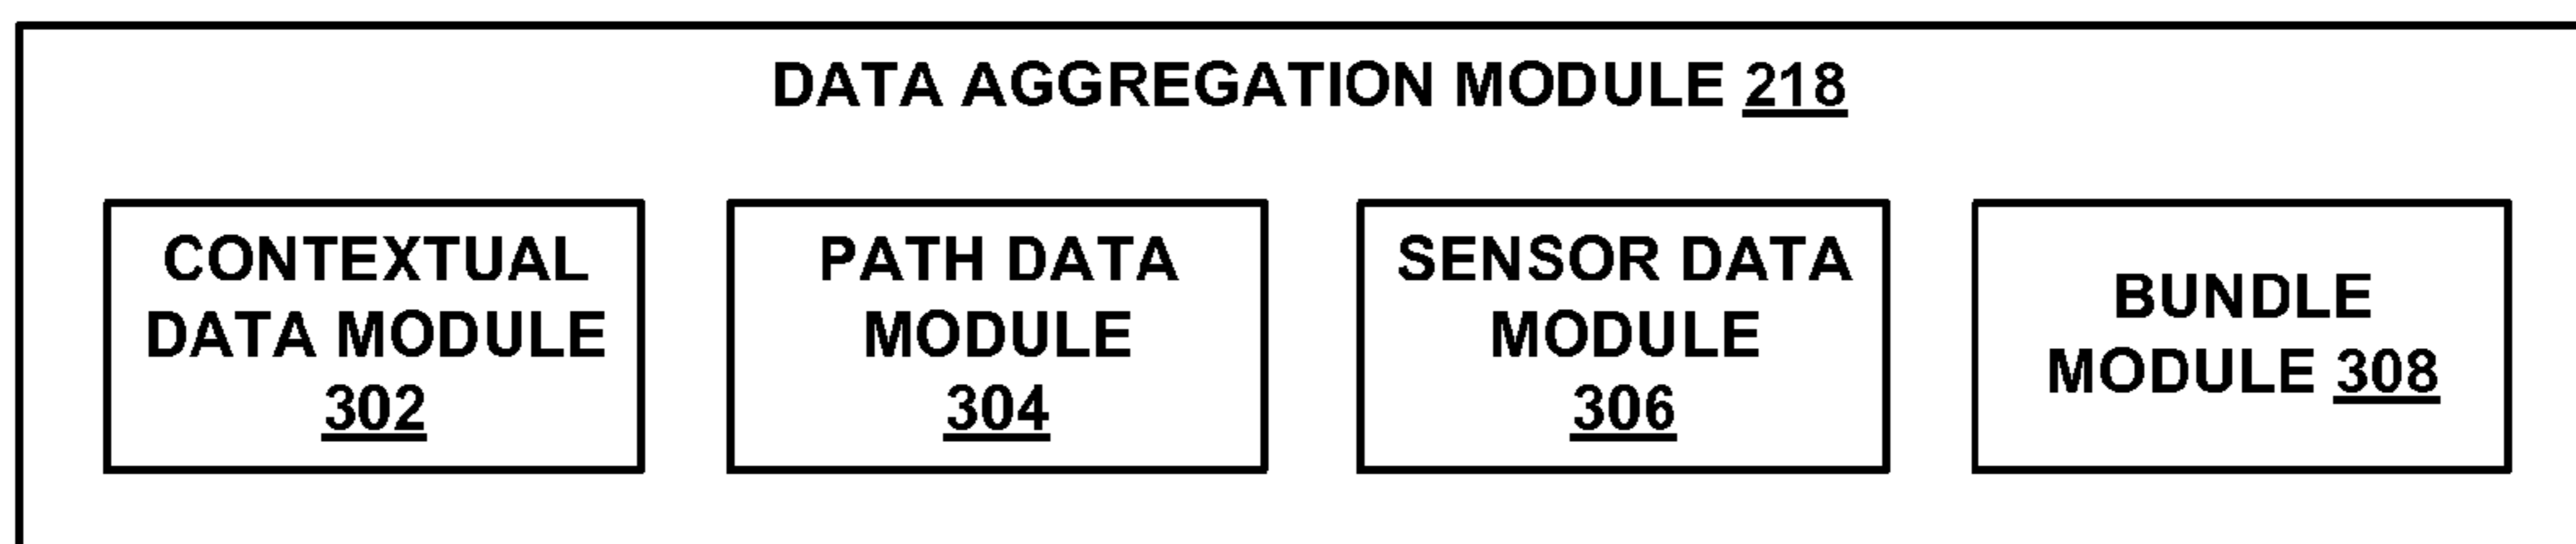 DATA AGGREGATION MODULE 218
CONTEXTUAL
DATA MODULE
302
PATH DATA
MODULE
304
SENSOR DATA
MODULE
306
BUNDLE
MODULE 308